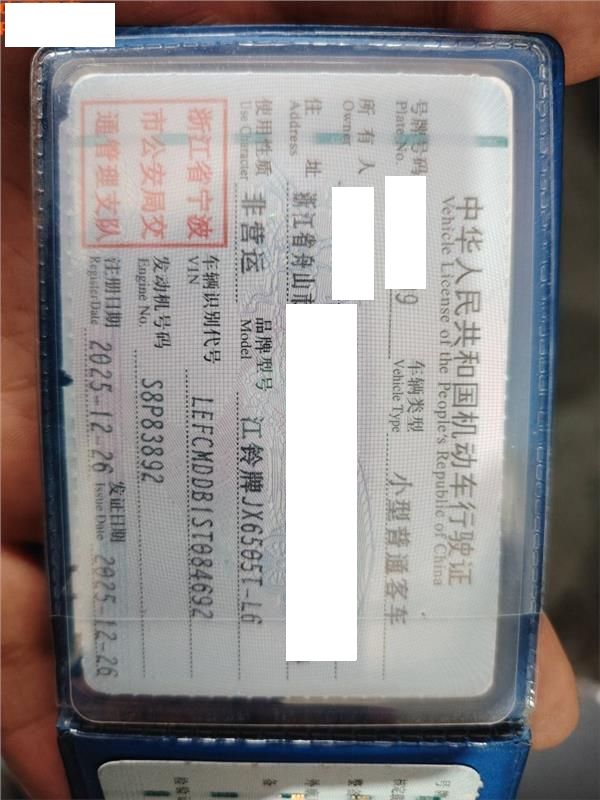 中华人民共和国机动车行驶证
Vehicle License of the People's Republic of China
号牌号码 9 车辆类型 小型普通客车
Plate No. Vehicle Type
所有人
Owner
住址 浙江省舟山市
Address
使用性质 非营运 品牌型号 江铃牌JX6505T-L6
Use Character Model
浙江省宁波
市公安局交
通管理支队
车辆识别代号 LEFCMDDB1ST084692
VIN
发动机号码 S8P83892
Engine No.
注册日期 2025-12-26 发证日期 2025-12-26
Register Date Issue Date